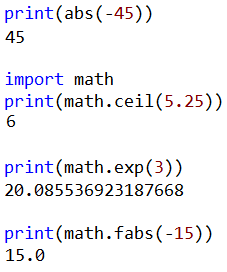 print(abs(-45))
45
import math
print(math.ceil(5.25))
6
print(math.exp(3))
20.085536923187668
print(math.fabs(-15))
15.0